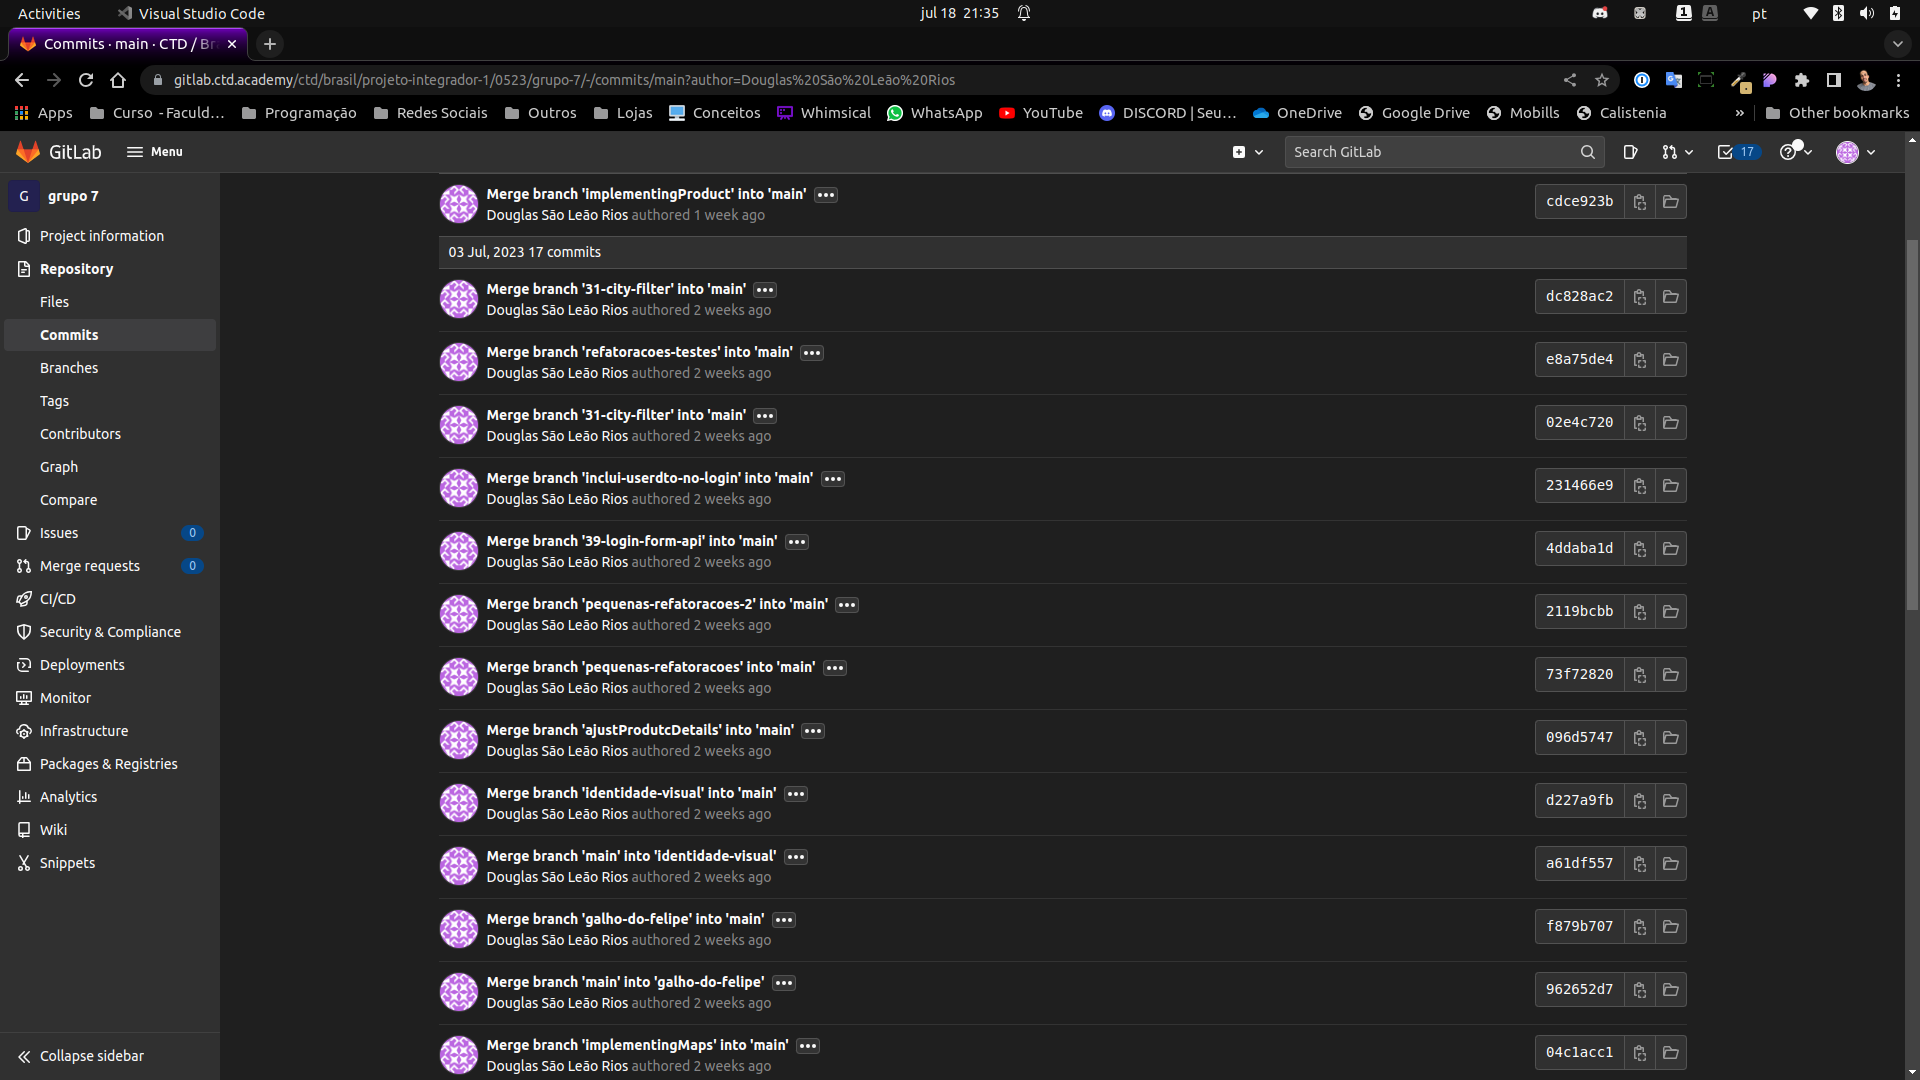 Activities
Visual Studio Code
jul 18 21:35
1
A
pt
Commits · main · CTD / Bra
gitlab.ctd.academy/ctd/brasil/projeto-integrador-1/0523/grupo-7/-/commits/main?author=Douglas%20São%20Leão%20Rios
Apps
Curso - Faculd...
Programação
Redes Sociais
Outros
Lojas
Conceitos
Whimsical
WhatsApp
YouTube
DISCORD | Seu...
OneDrive
Google Drive
Mobills
Calistenia
»
Other bookmarks
GitLab
Menu
Search GitLab
17
G
grupo 7
Project information
Repository
Files
Commits
Branches
Tags
Contributors
Graph
Compare
Issues
0
Merge requests
0
CI/CD
Security & Compliance
Deployments
Monitor
Infrastructure
Packages & Registries
Analytics
Wiki
Snippets
Collapse sidebar
Merge branch 'implementingProduct' into 'main'
Douglas São Leão Rios authored 1 week ago
cdce923b
03 Jul, 2023 17 commits
Merge branch '31-city-filter' into 'main'
Douglas São Leão Rios authored 2 weeks ago
dc828ac2
Merge branch 'refatoracoes-testes' into 'main'
Douglas São Leão Rios authored 2 weeks ago
e8a75de4
Merge branch '31-city-filter' into 'main'
Douglas São Leão Rios authored 2 weeks ago
02e4c720
Merge branch 'inclui-userdto-no-login' into 'main'
Douglas São Leão Rios authored 2 weeks ago
231466e9
Merge branch '39-login-form-api' into 'main'
Douglas São Leão Rios authored 2 weeks ago
4ddaba1d
Merge branch 'pequenas-refatoracoes-2' into 'main'
Douglas São Leão Rios authored 2 weeks ago
2119bcbb
Merge branch 'pequenas-refatoracoes' into 'main'
Douglas São Leão Rios authored 2 weeks ago
73f72820
Merge branch 'ajustProdutcDetails' into 'main'
Douglas São Leão Rios authored 2 weeks ago
096d5747
Merge branch 'identidade-visual' into 'main'
Douglas São Leão Rios authored 2 weeks ago
d227a9fb
Merge branch 'main' into 'identidade-visual'
Douglas São Leão Rios authored 2 weeks ago
a61df557
Merge branch 'galho-do-felipe' into 'main'
Douglas São Leão Rios authored 2 weeks ago
f879b707
Merge branch 'main' into 'galho-do-felipe'
Douglas São Leão Rios authored 2 weeks ago
962652d7
Merge branch 'implementingMaps' into 'main'
Douglas São Leão Rios authored 2 weeks ago
04c1acc1